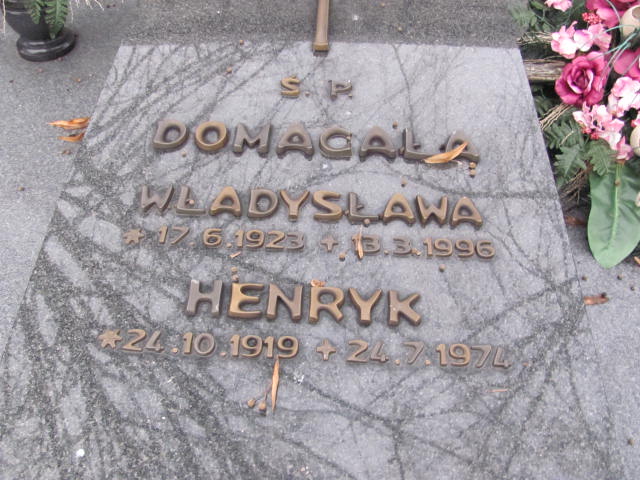 Ś. P.
DOMAGAŁA
WŁADYSŁAWA
* 17.6.1923 + 13.3.1996
HENRYK
* 24.10.1919 + 24.7.1974